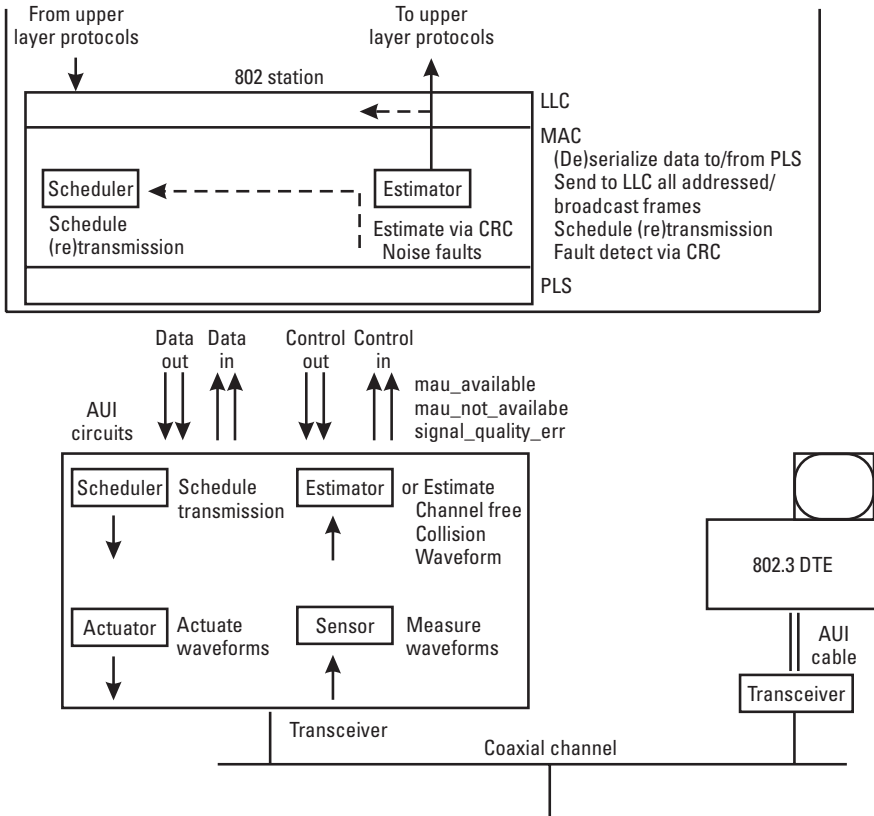 From upper
layer protocols
To upper
layer protocols
802 station
LLC
MAC
(De)serialize data to/from PLS
Send to LLC all addressed/
broadcast frames
Schedule (re)transmission
Fault detect via CRC
Scheduler
Schedule
(re)transmission
Estimator
Estimate via CRC
Noise faults
PLS
Data
out
Data
in
Control
out
Control
in
mau_available
mau_not_availabe
signal_quality_err
AUI
circuits
Scheduler
Schedule
transmission
Estimator
or Estimate
Channel free
Collision
Waveform
Actuator
Actuate
waveforms
Sensor
Measure
waveforms
Transceiver
802.3 DTE
AUI
cable
Transceiver
Coaxial channel